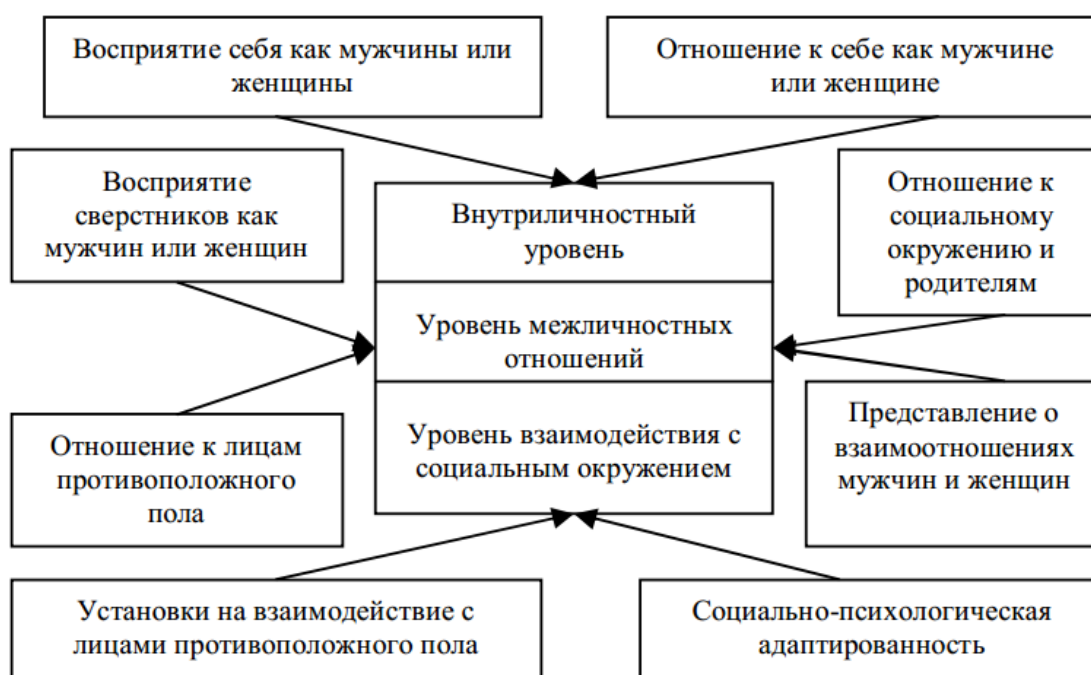 Восприятие себя как мужчины или
женщины
Отношение к себе как мужчине
или женщине
Восприятие
сверстников как
мужчин или женщин
Внутриличностный
уровень
Отношение к
социальному
окружению и
родителям
Уровень межличностных
отношений
Отношение к лицам
противоположного
пола
Уровень взаимодействия с
социальным окружением
Представление о
взаимоотношениях
мужчин и женщин
Установки на взаимодействие с
лицами противоположного пола
Социально-психологическая
адаптированность